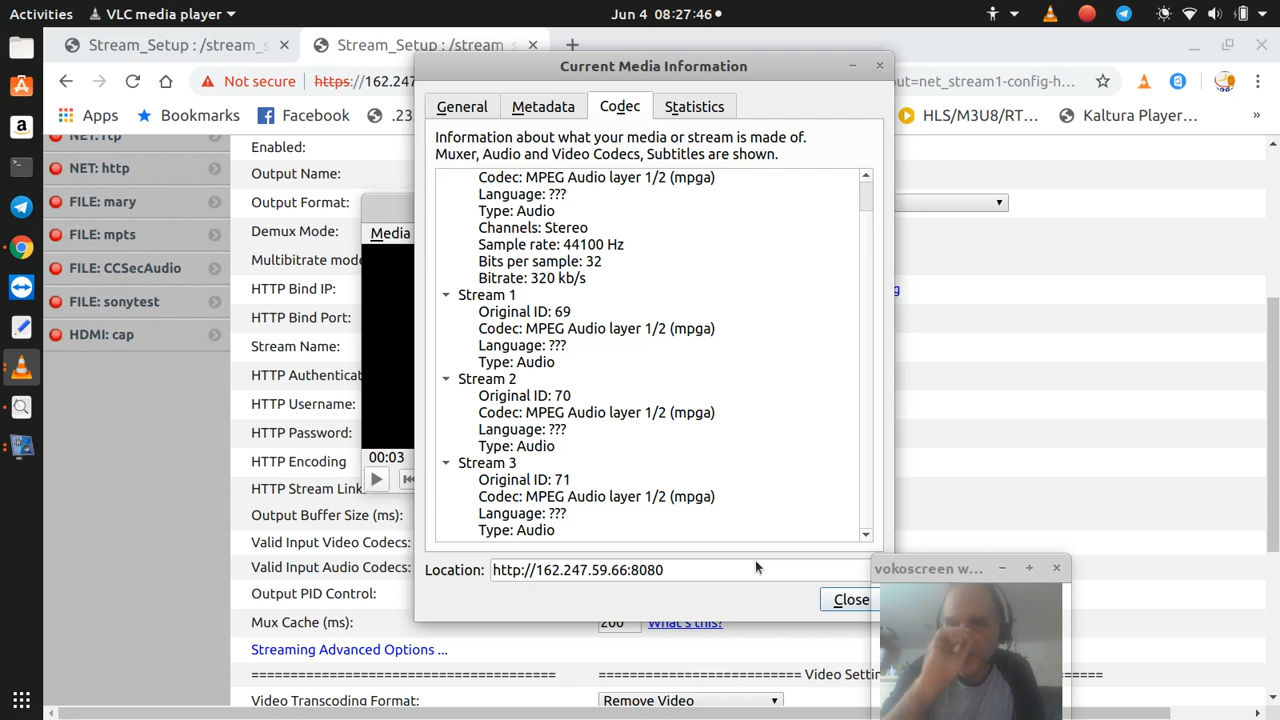 Activities VLC media player Jun 4 08:27:46
Stream_Setup : /stream_s Stream_Setup : /stream_
Current Media Information
Not secure https://162.247 out=net_stream1-config-h...
General Metadata Codec Statistics
Apps Bookmarks Facebook .23 HLS/M3U8/RT... Kaltura Player... »
Information about what your media or stream is made of.
Muxer, Audio and Video Codecs, Subtitles are shown.
NET: http
FILE: mary
FILE: mpts
FILE: CCSecAudio
FILE: sonytest
HDMI: cap
Enabled:
Output Name:
Output Format:
Demux Mode:
Multibitrate mode
HTTP Bind IP:
HTTP Bind Port:
Stream Name:
HTTP Authenticat
HTTP Username:
HTTP Password:
HTTP Encoding
HTTP Stream Link
Output Buffer Size (ms):
Valid Input Video Codecs:
Valid Input Audio Codecs:
Output PID Control:
Mux Cache (ms):
200 What's this?
Streaming Advanced Options ...
Video Transcoding Format: Remove Video
Media
00:03
Codec: MPEG Audio layer 1/2 (mpga)
Language: ???
Type: Audio
Channels: Stereo
Sample rate: 44100 Hz
Bits per sample: 32
Bitrate: 320 kb/s
Stream 1
Original ID: 69
Codec: MPEG Audio layer 1/2 (mpga)
Language: ???
Type: Audio
Stream 2
Original ID: 70
Codec: MPEG Audio layer 1/2 (mpga)
Language: ???
Type: Audio
Stream 3
Original ID: 71
Codec: MPEG Audio layer 1/2 (mpga)
Language: ???
Type: Audio
Location: http://162.247.59.66:8080
Close
vokoscreen w...